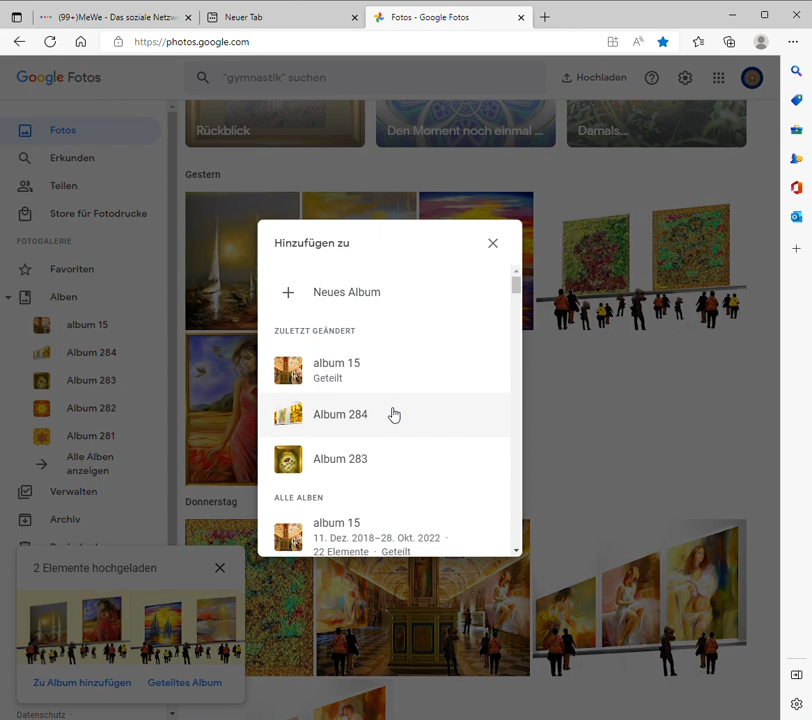 (99+)MeWe - Das soziale Netzwe
Neuer Tab
Fotos - Google Fotos
https://photos.google.com
Google Fotos
"gymnastik" suchen
Hochladen
Fotos
Erkunden
Teilen
Store für Fotodrucke
FOTOGALERIE
Favoriten
Alben
album 15
Album 284
Album 283
Album 282
Album 281
Alle Alben
anzeigen
Verwalten
Archiv
Rückblick
Den Moment noch einmal ...
Damals...
Gestern
Donnerstag
Hinzufügen zu
Neues Album
ZULETZT GEÄNDERT
album 15
Geteilt
Album 284
Album 283
ALLE ALBEN
album 15
11. Dez. 2018–28. Okt. 2022 ·
22 Elemente · Geteilt
2 Elemente hochgeladen
Zu Album hinzufügen
Geteiltes Album
Datenschutz ·